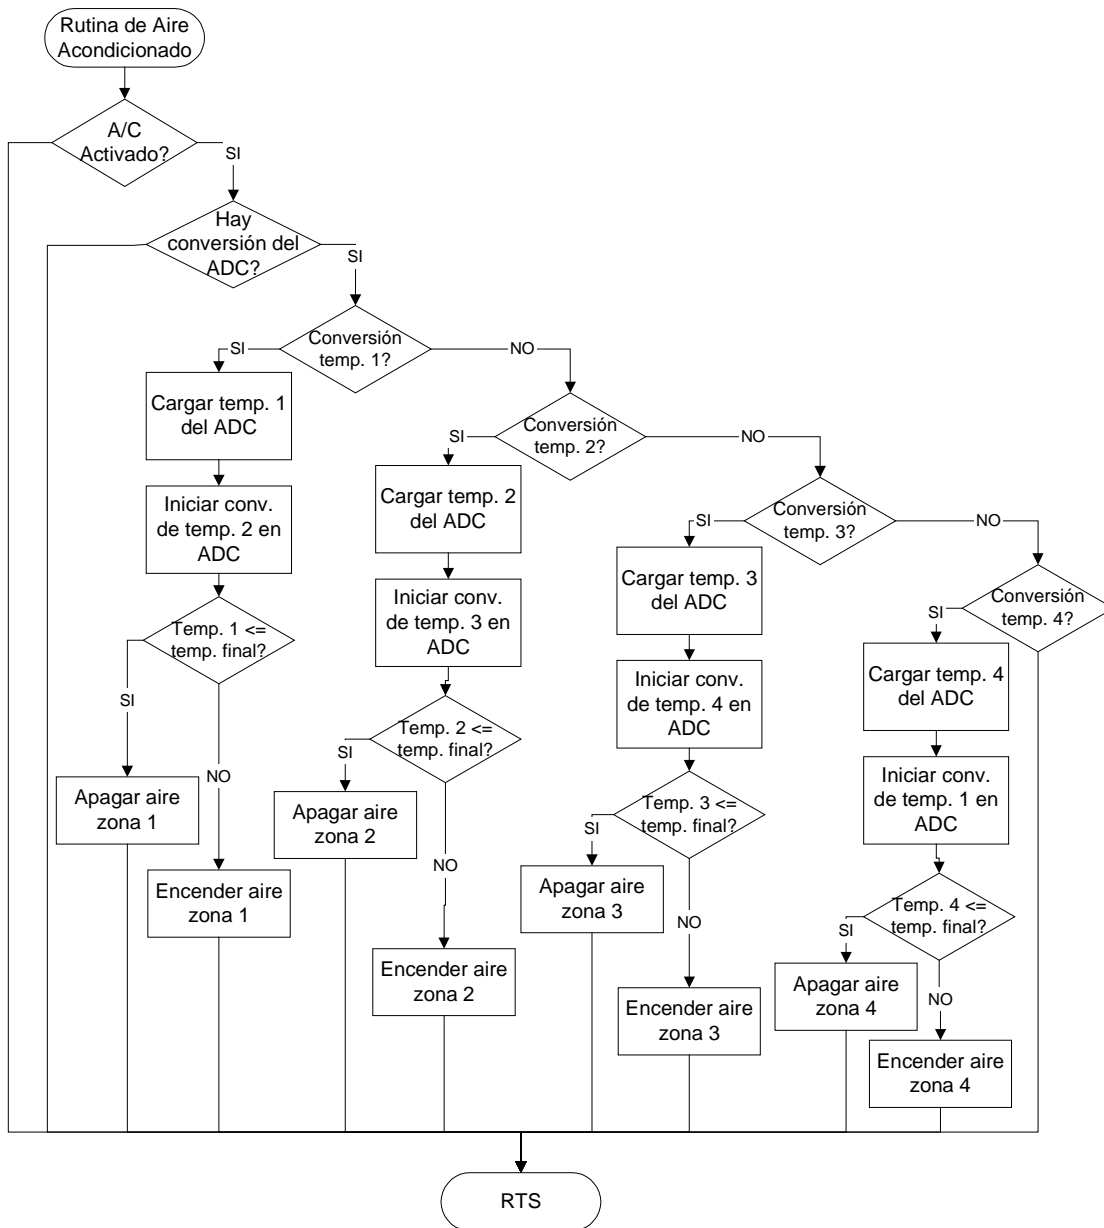 Rutina de Aire
Acondicionado
A/C
Activado?
SI
Hay
conversión del
ADC?
SI
Conversión
temp. 1?
SI
NO
Cargar temp. 1
del ADC
Conversión
temp. 2?
SI
NO
Iniciar conv.
de temp. 2 en
ADC
Cargar temp. 2
del ADC
Conversión
temp. 3?
SI
NO
Temp. 1 <=
temp. final?
Iniciar conv.
de temp. 3 en
ADC
Cargar temp. 3
del ADC
Conversión
temp. 4?
SI
SI
NO
Temp. 2 <=
temp. final?
SI
NO
Iniciar conv.
de temp. 4 en
ADC
Cargar temp. 4
del ADC
Apagar aire
zona 1
Apagar aire
zona 2
Temp. 3 <=
temp. final?
SI
NO
Iniciar conv.
de temp. 1 en
ADC
Encender aire
zona 1
Apagar aire
zona 3
Temp. 4 <=
temp. final?
SI
NO
Encender aire
zona 2
Encender aire
zona 3
Apagar aire
zona 4
Encender aire
zona 4
RTS